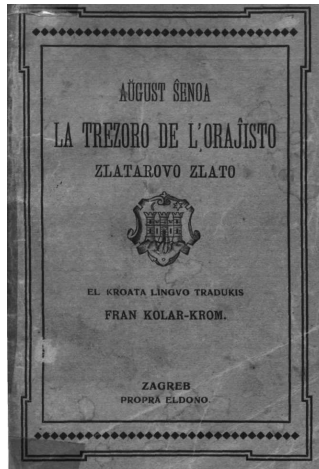 AŬGUST ŜENOA
LA TREZORO DE L'ORAĴISTO
ZLATAROVO ZLATO
EL KROATA LINGVO TRADUKIS
FRAN KOLAR-KROM.
ZAGREB
PROPRA ELDONO.